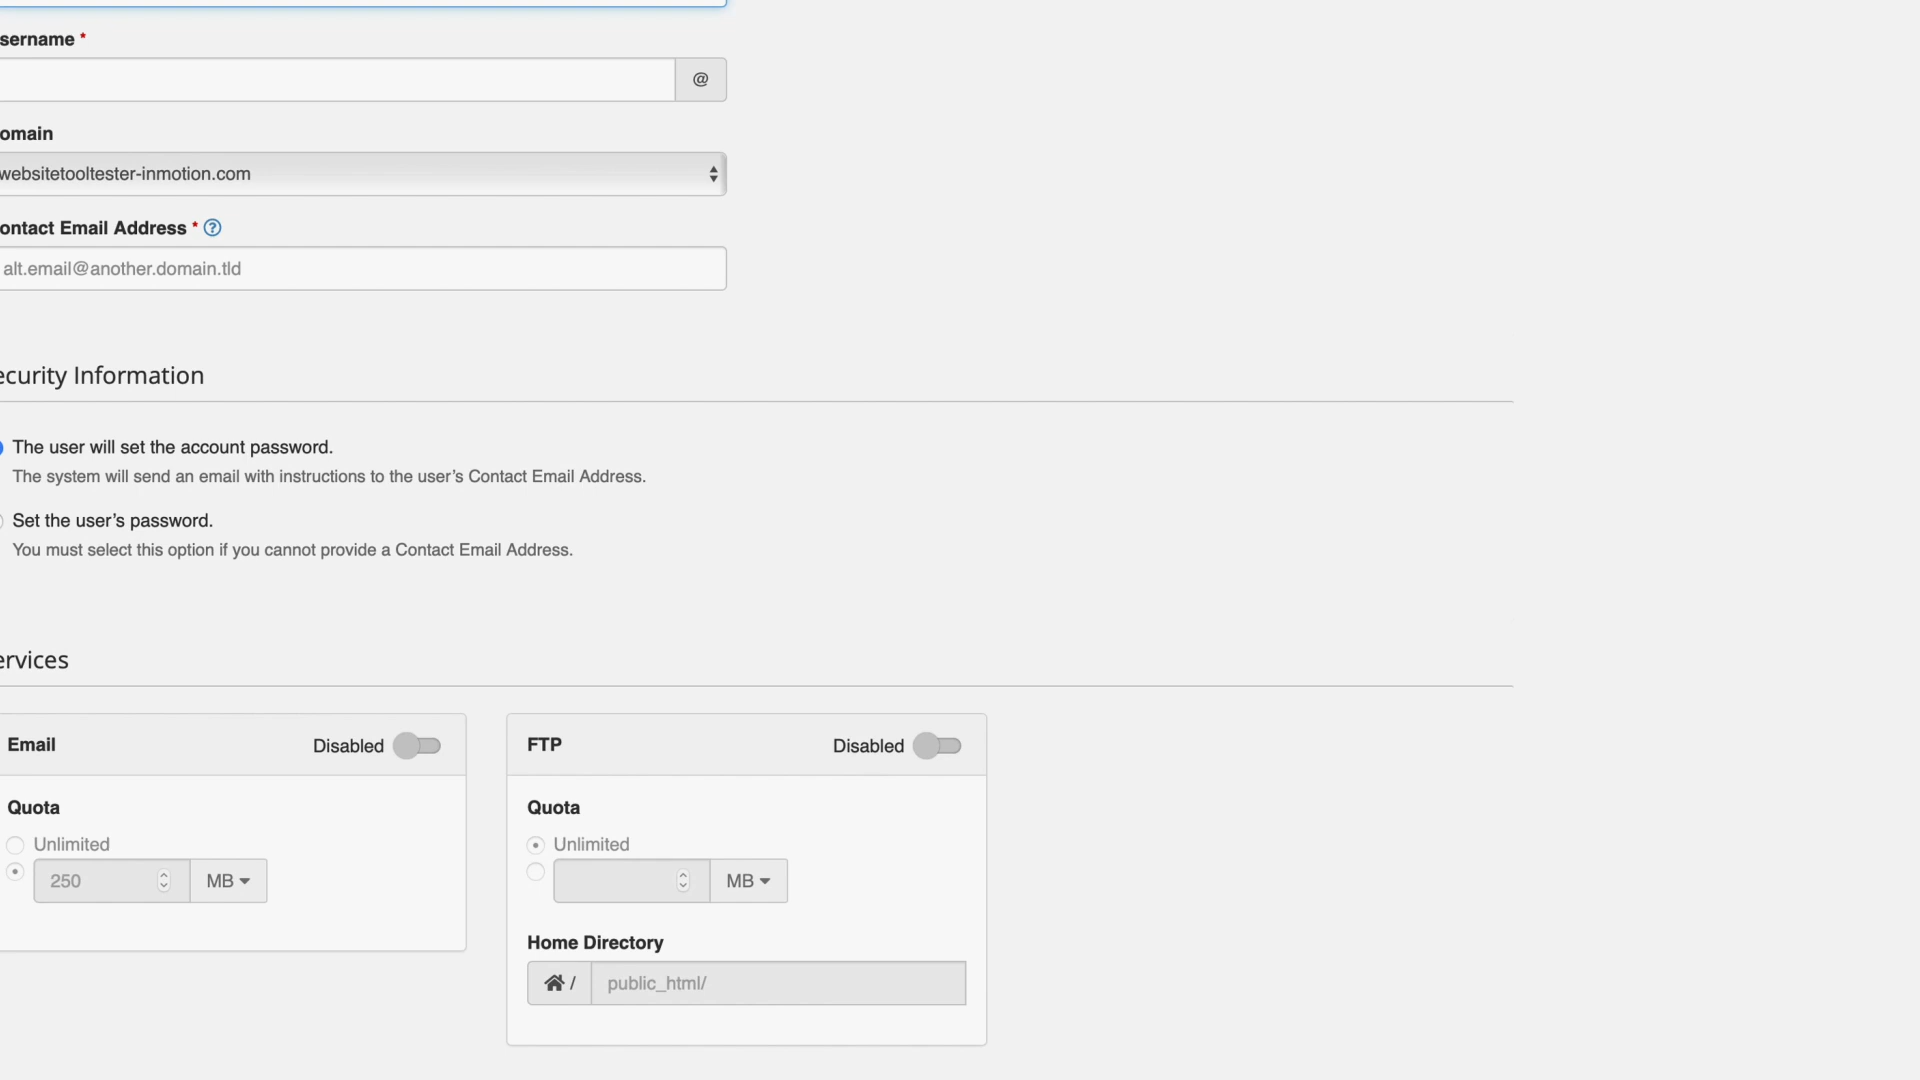 sername *
@
omain
websitetooltester-inmotion.com
ontact Email Address * ?
alt.email@another.domain.tld
ecurity Information
The user will set the account password.
The system will send an email with instructions to the user’s Contact Email Address.
Set the user’s password.
You must select this option if you cannot provide a Contact Email Address.
ervices
Email Disabled
Quota
Unlimited
250 MB
FTP Disabled
Quota
Unlimited
MB
Home Directory
/ public_html/